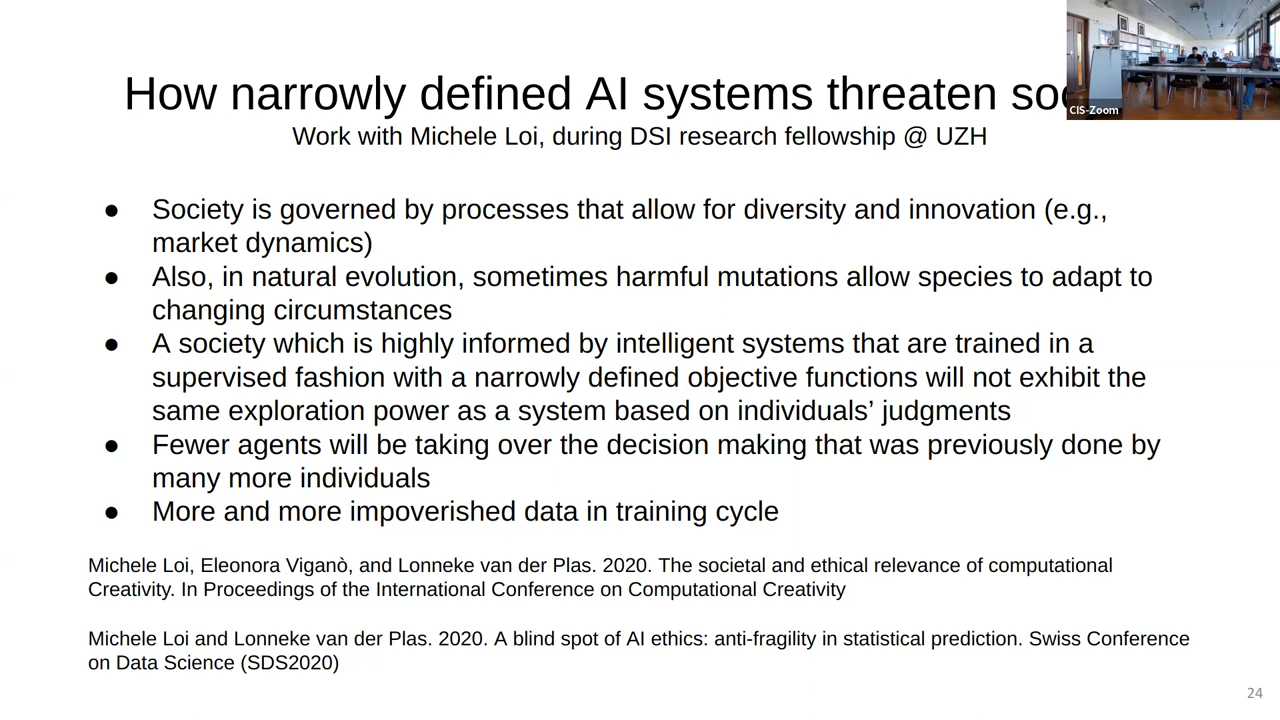 How narrowly defined AI systems threaten
CIS-Zoom
Work with Michele Loi, during DSI research fellowship @ UZH
● Society is governed by processes that allow for diversity and innovation (e.g.,
market dynamics)
● Also, in natural evolution, sometimes harmful mutations allow species to adapt to
changing circumstances
● A society which is highly informed by intelligent systems that are trained in a
supervised fashion with a narrowly defined objective functions will not exhibit the
same exploration power as a system based on individuals’ judgments
● Fewer agents will be taking over the decision making that was previously done by
many more individuals
● More and more impoverished data in training cycle
Michele Loi, Eleonora Viganò, and Lonneke van der Plas. 2020. The societal and ethical relevance of computational
Creativity. In Proceedings of the International Conference on Computational Creativity
Michele Loi and Lonneke van der Plas. 2020. A blind spot of AI ethics: anti-fragility in statistical prediction. Swiss Conference
on Data Science (SDS2020)
24